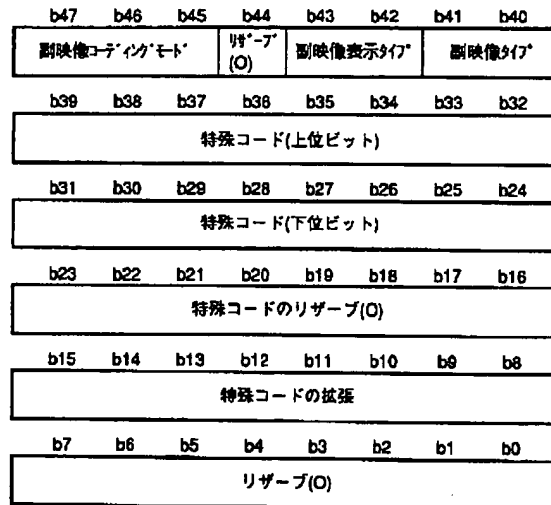 b47 b46 b45 b44 b43 b42 b41 b40
副映像コーディングモード リザーブ 副映像表示タイプ 副映像タイプ
(0)
b39 b38 b37 b36 b35 b34 b33 b32
特殊コード(上位ビット)
b31 b30 b29 b28 b27 b26 b25 b24
特殊コード(下位ビット)
b23 b22 b21 b20 b19 b18 b17 b16
特殊コードのリザーブ(0)
b15 b14 b13 b12 b11 b10 b9 b8
特殊コードの拡張
b7 b6 b5 b4 b3 b2 b1 b0
リザーブ(0)